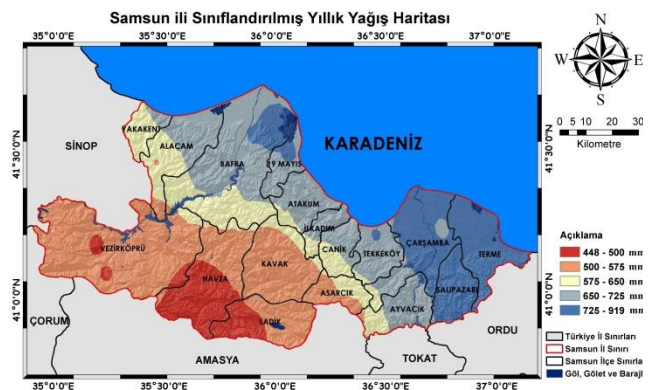 Samsun ili Sınıflandırılmış Yıllık Yağış Haritası
35°0'0"E 35°30'0"E 36°0'0"E 36°30'0"E 37°0'0"E
N
W E
S
41°30'0"N
41°0'0"N
41°30'0"N
41°0'0"N
0 5 10 20 30
Kilometre
KARADENİZ
SİNOP
YAKAKENT
ALAÇAM
BAFRA
19 MAYIS
ATAKUM
İLKADIM
CANİK
TEKKEKÖY
ÇARŞAMBA
TERME
VEZİRKÖPRÜ
HAVZA
KAVAK
ASARCIK
LADİK
AYVACIK
SALIPAZARI
ÇORUM
AMASYA
TOKAT
ORDU
Açıklama
448 - 500 mm
500 - 575 mm
575 - 650 mm
650 - 725 mm
725 - 919 mm
Türkiye İl Sınırları
Samsun İl Sınırı
Samsun İlçe Sınırla
Göl, Gölet ve Barajl
35°0'0"E 35°30'0"E 36°0'0"E 36°30'0"E 37°0'0"E